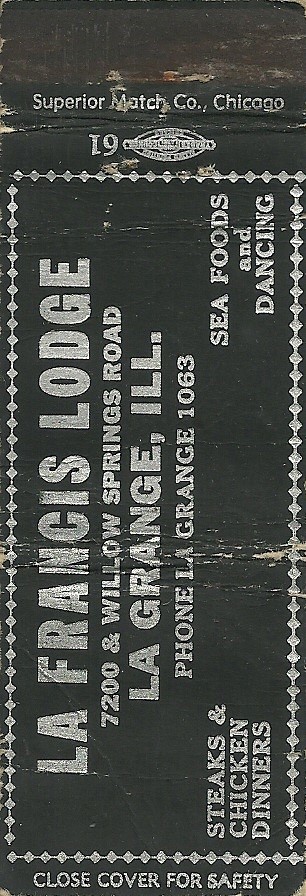 Superior Match Co., Chicago
19
LA FRANCIS LODGE
7200 & WILLOW SPRINGS ROAD
LA GRANGE, ILL.
PHONE LA GRANGE 1063
STEAKS &
CHICKEN
DINNERS
SEA FOODS
and
DANCING
CLOSE COVER FOR SAFETY